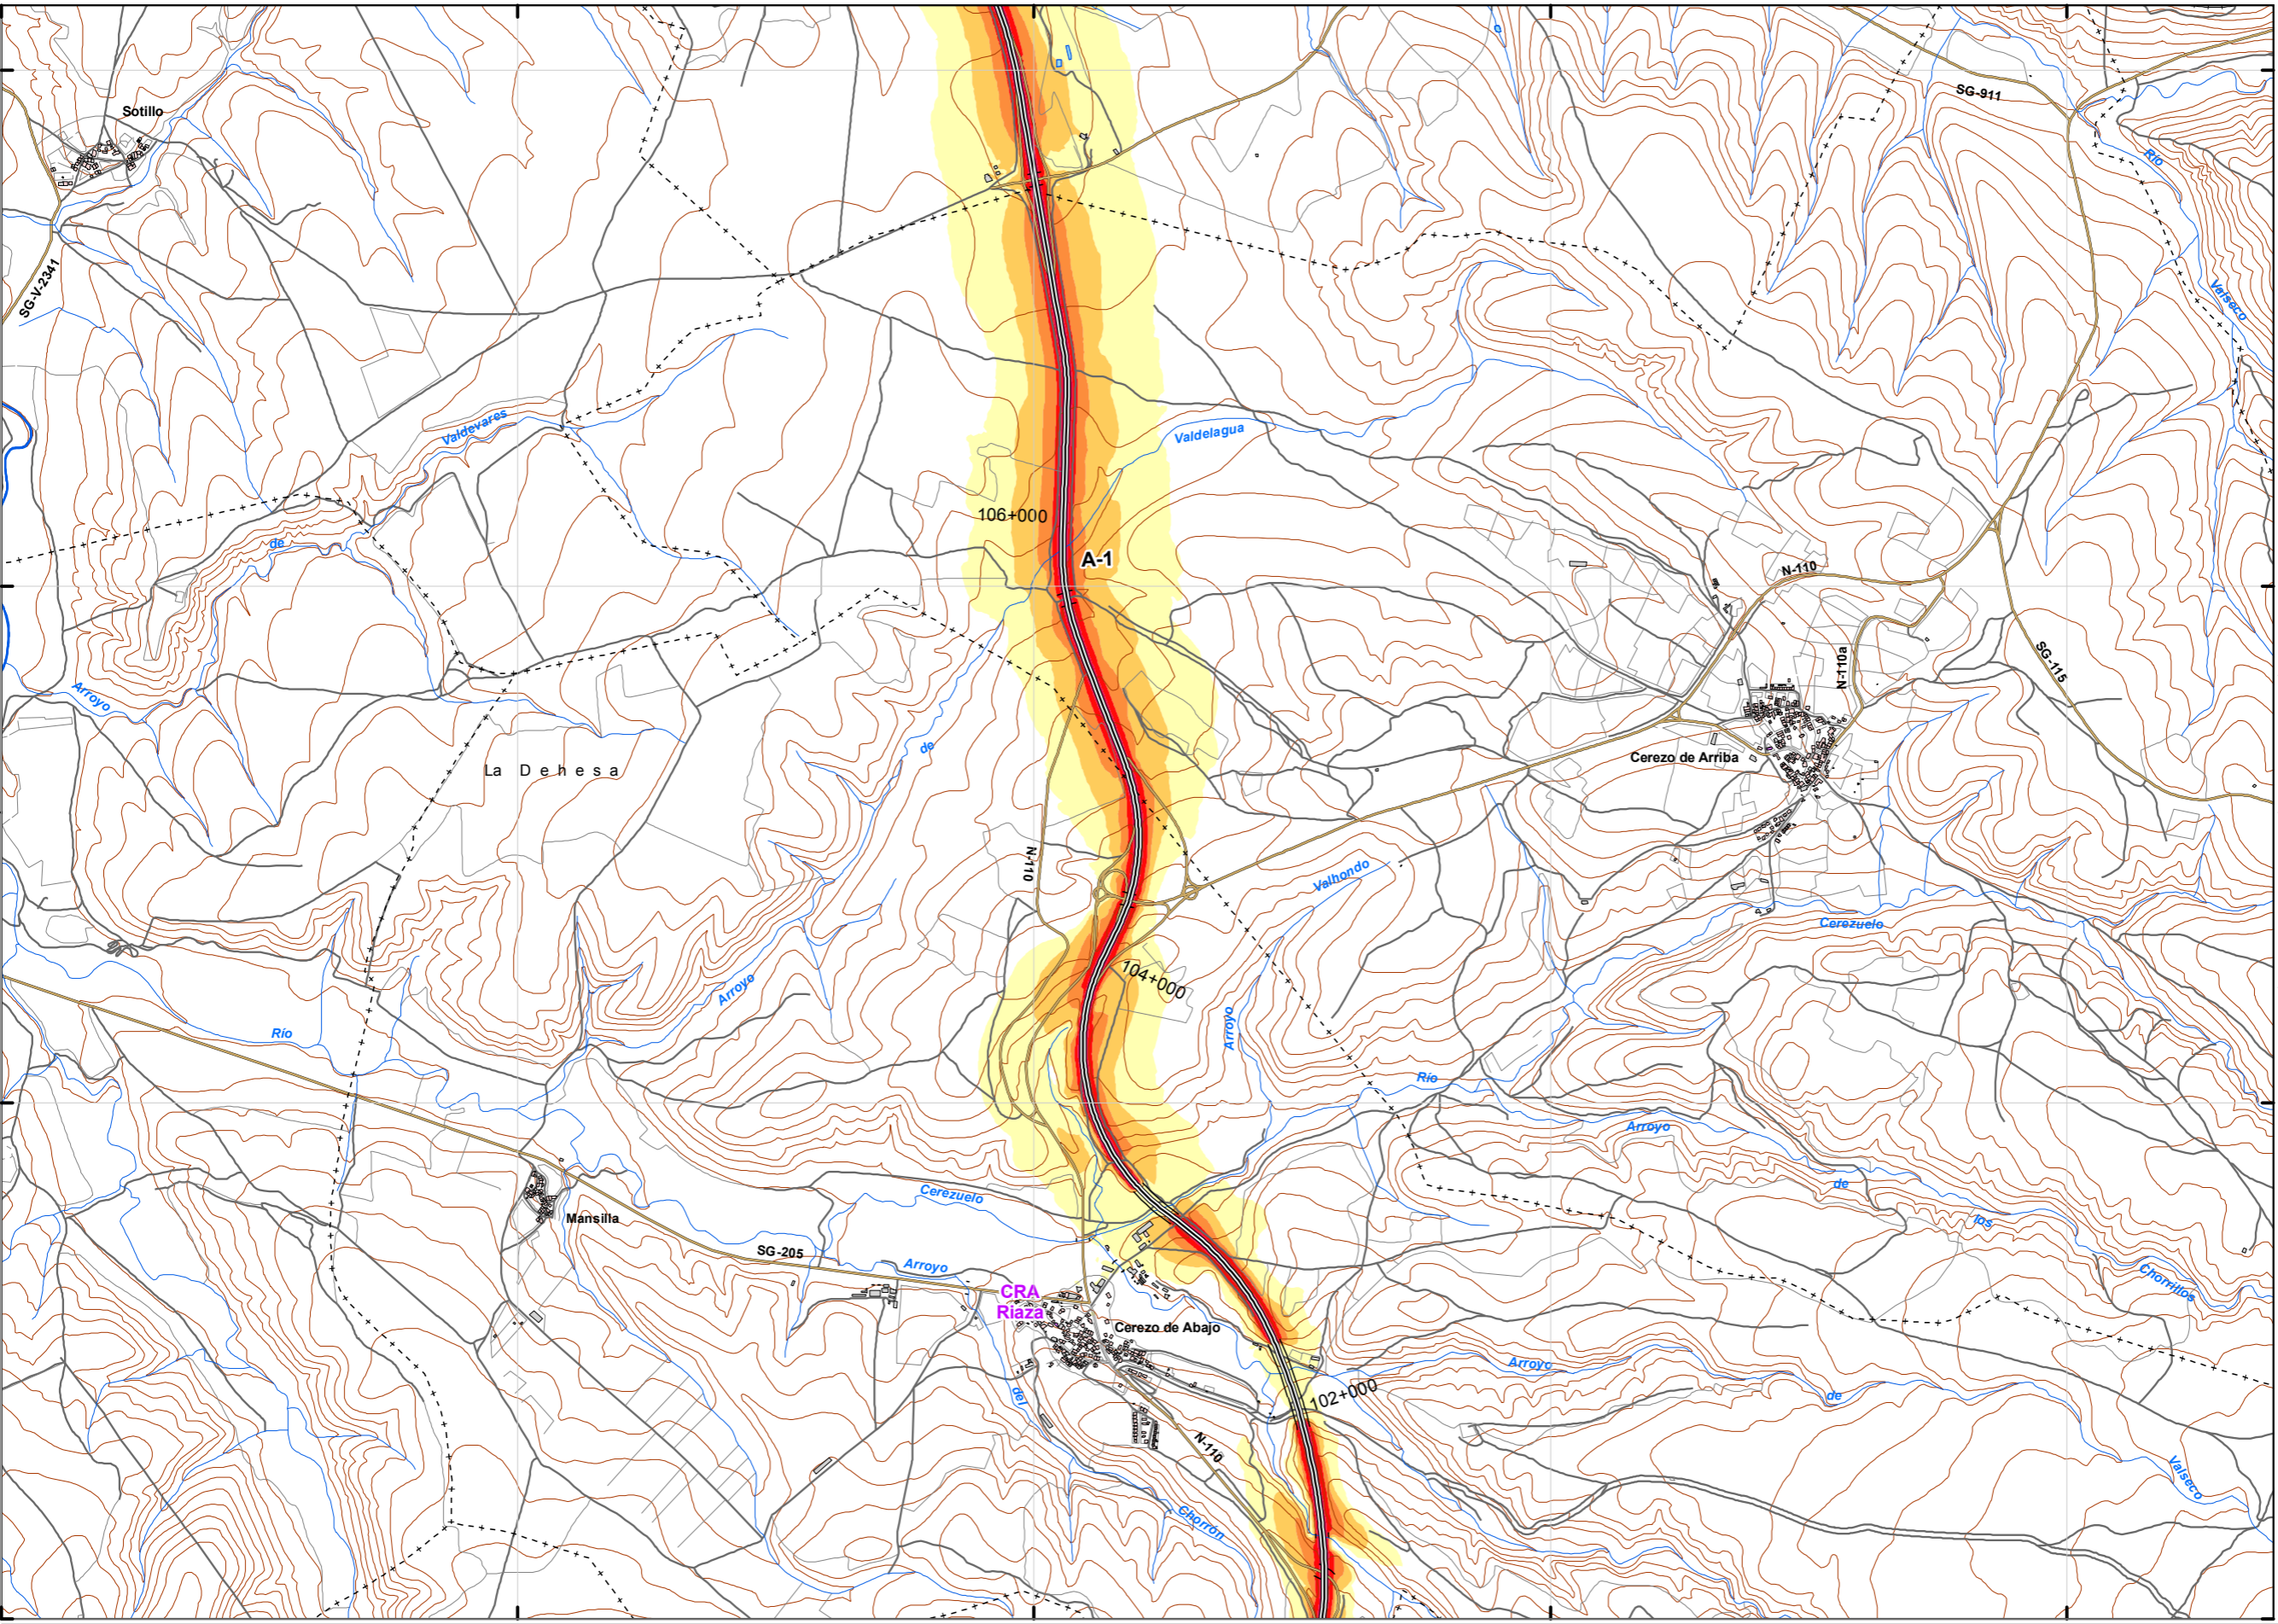 Sotillo
SG-911
Río
Valseco
SG-V-2341
Valdevares
Valdelagua
106+000
de
A-1
N-110
N-110a
SG-115
Arroyo
de
La Dehesa
Cerezo de Arriba
N-110
Valhondo
Cerezuelo
104+000
Arroyo
Río
Arroyo
Río
Arroyo
de
los
Chorrillos
Cerezuelo
Mansilla
SG-205
Arroyo
CRA
Riaza
Cerezo de Abajo
Arroyo
de
102+000
del
N-110
Valseco
Chorrón